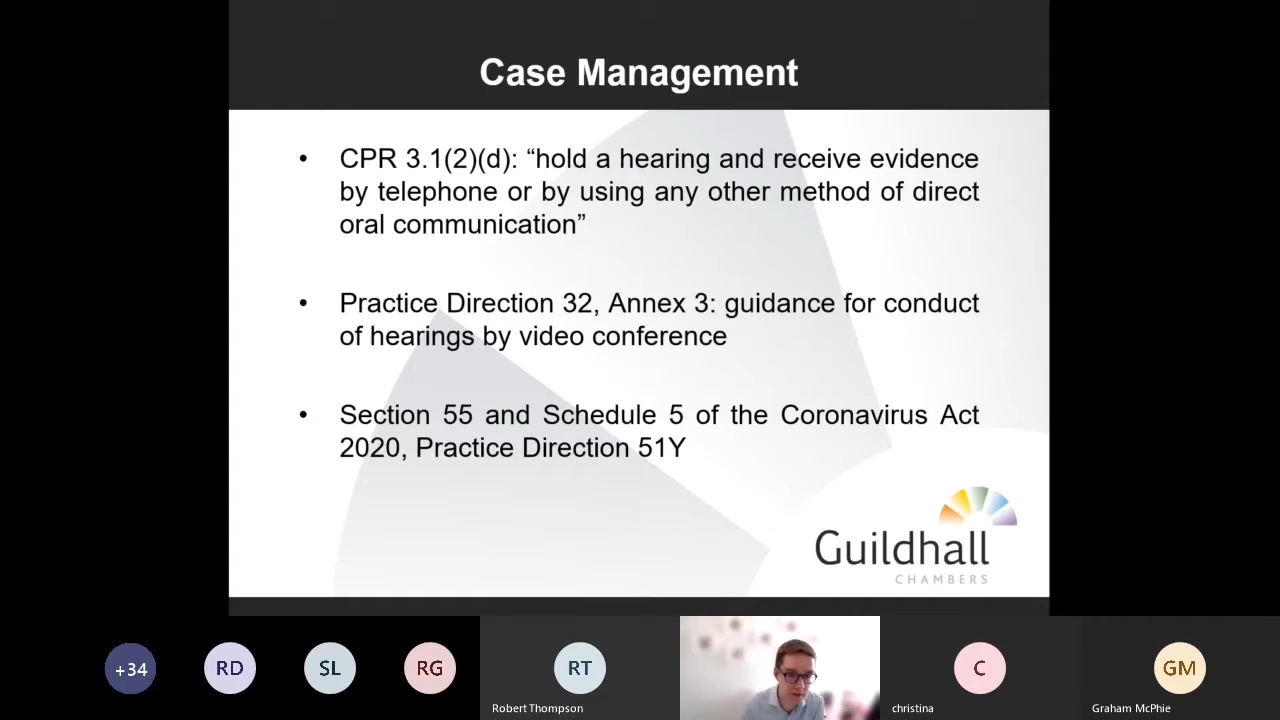 Case Management
• CPR 3.1(2)(d): “hold a hearing and receive evidence
by telephone or by using any other method of direct
oral communication”
• Practice Direction 32, Annex 3: guidance for conduct
of hearings by video conference
• Section 55 and Schedule 5 of the Coronavirus Act
2020, Practice Direction 51Y
Guildhall
CHAMBERS
+34
RD
SL
RG
RT
C
GM
Robert Thompson
christina
Graham McPhie